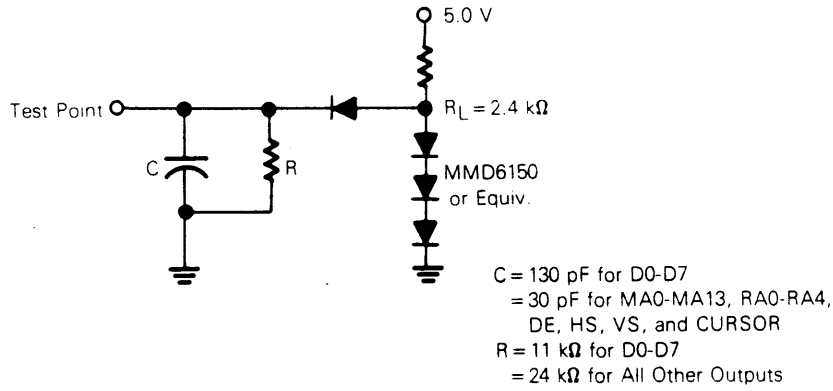 5.0 V
Test Point
R_L = 2.4 kΩ
C
R
MMD6150
or Equiv.
C = 130 pF for D0-D7
= 30 pF for MA0-MA13, RA0-RA4,
DE, HS, VS, and CURSOR
R = 11 kΩ for D0-D7
= 24 kΩ for All Other Outputs